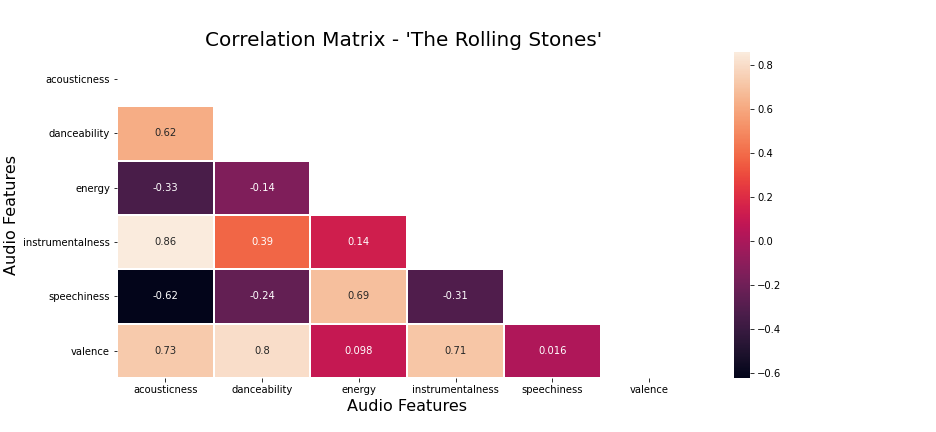 Correlation Matrix - 'The Rolling Stones'
Audio Features
acousticness
danceability 0.62
energy -0.33 -0.14
instrumentalness 0.86 0.39 0.14
speechiness -0.62 -0.24 0.69 -0.31
valence 0.73 0.8 0.098 0.71 0.016
acousticness danceability energy instrumentalness speechiness valence
Audio Features
0.8
0.6
0.4
0.2
0.0
−0.2
−0.4
−0.6